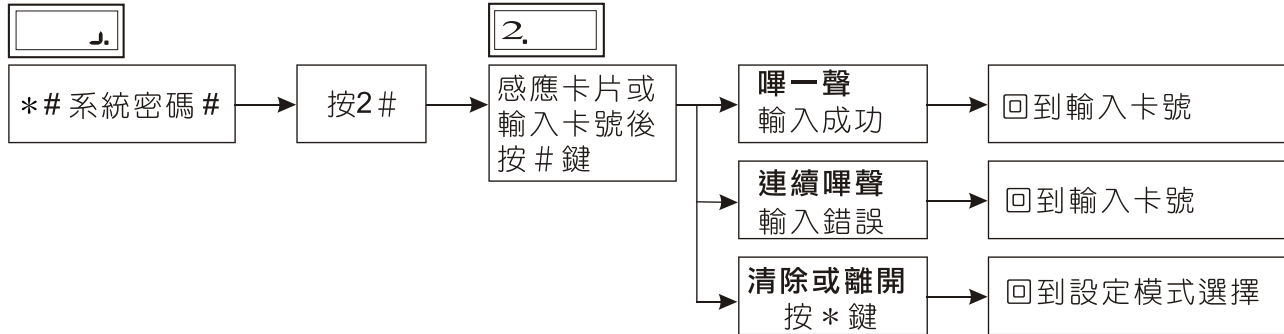 2.
*# 系統密碼 #
按2 #
感應卡片或
輸入卡號後
按 # 鍵
嗶一聲
輸入成功
回到輸入卡號
連續嗶聲
輸入錯誤
回到輸入卡號
清除或離開
按 * 鍵
回到設定模式選擇